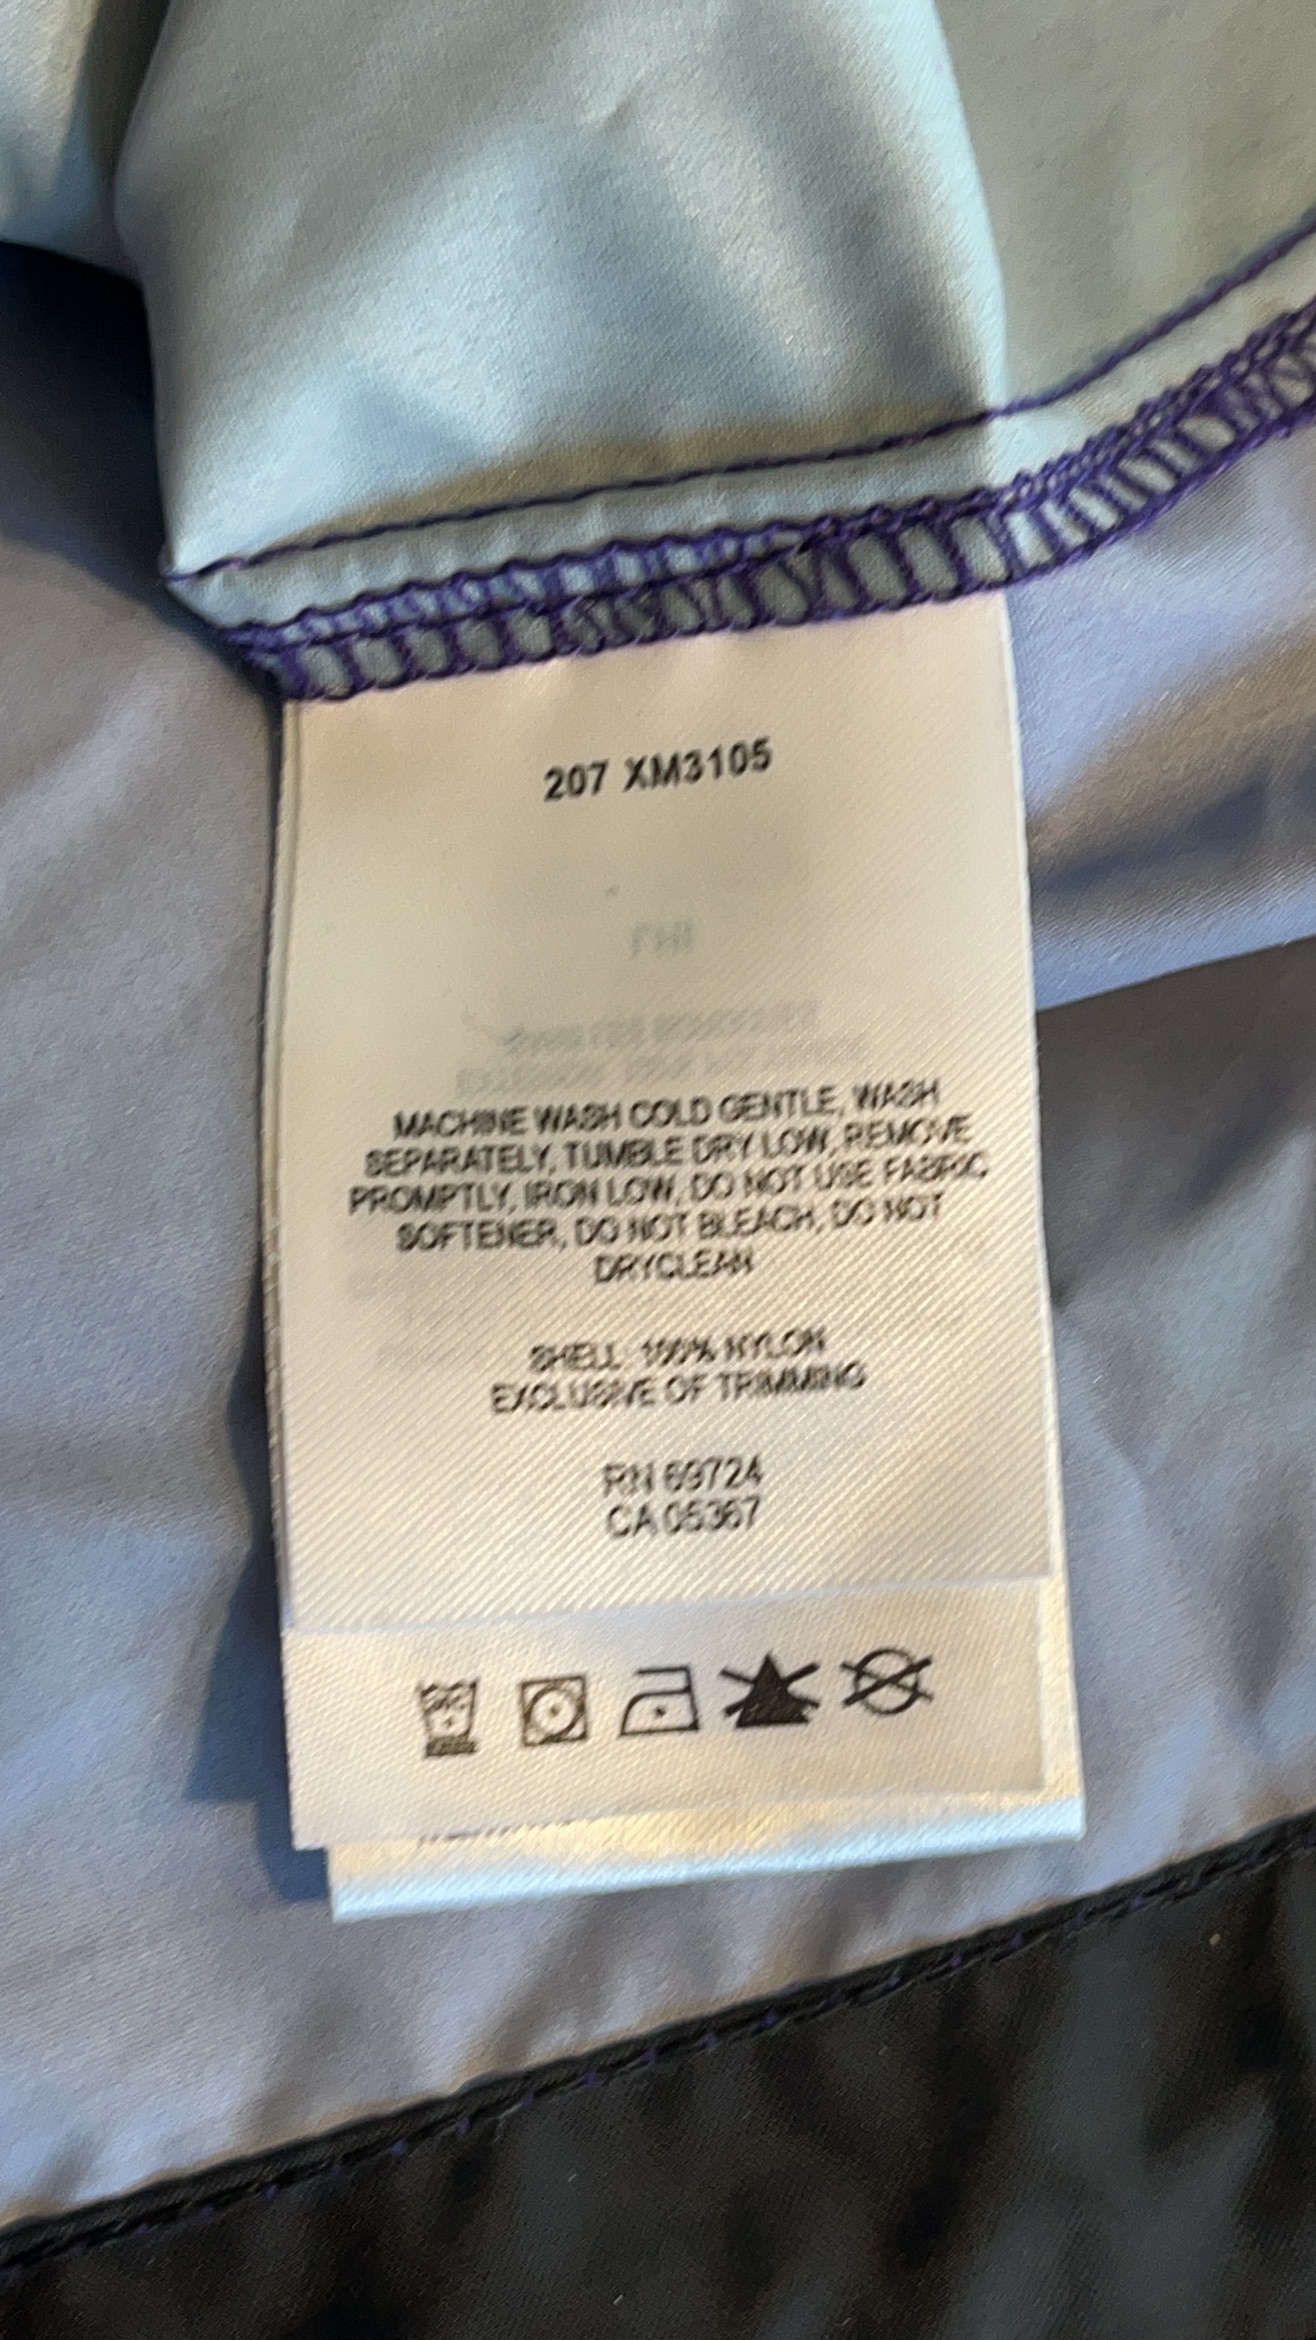 207 XM3105
MACHINE WASH COLD GENTLE, WASH
SEPARATELY, TUMBLE DRY LOW, REMOVE
PROMPTLY, IRON LOW, DO NOT USE FABRIC
SOFTENER, DO NOT BLEACH, DO NOT
DRYCLEAN
SHELL: 100% NYLON
EXCLUSIVE OF TRIMMING
RN 69724
CA 05367